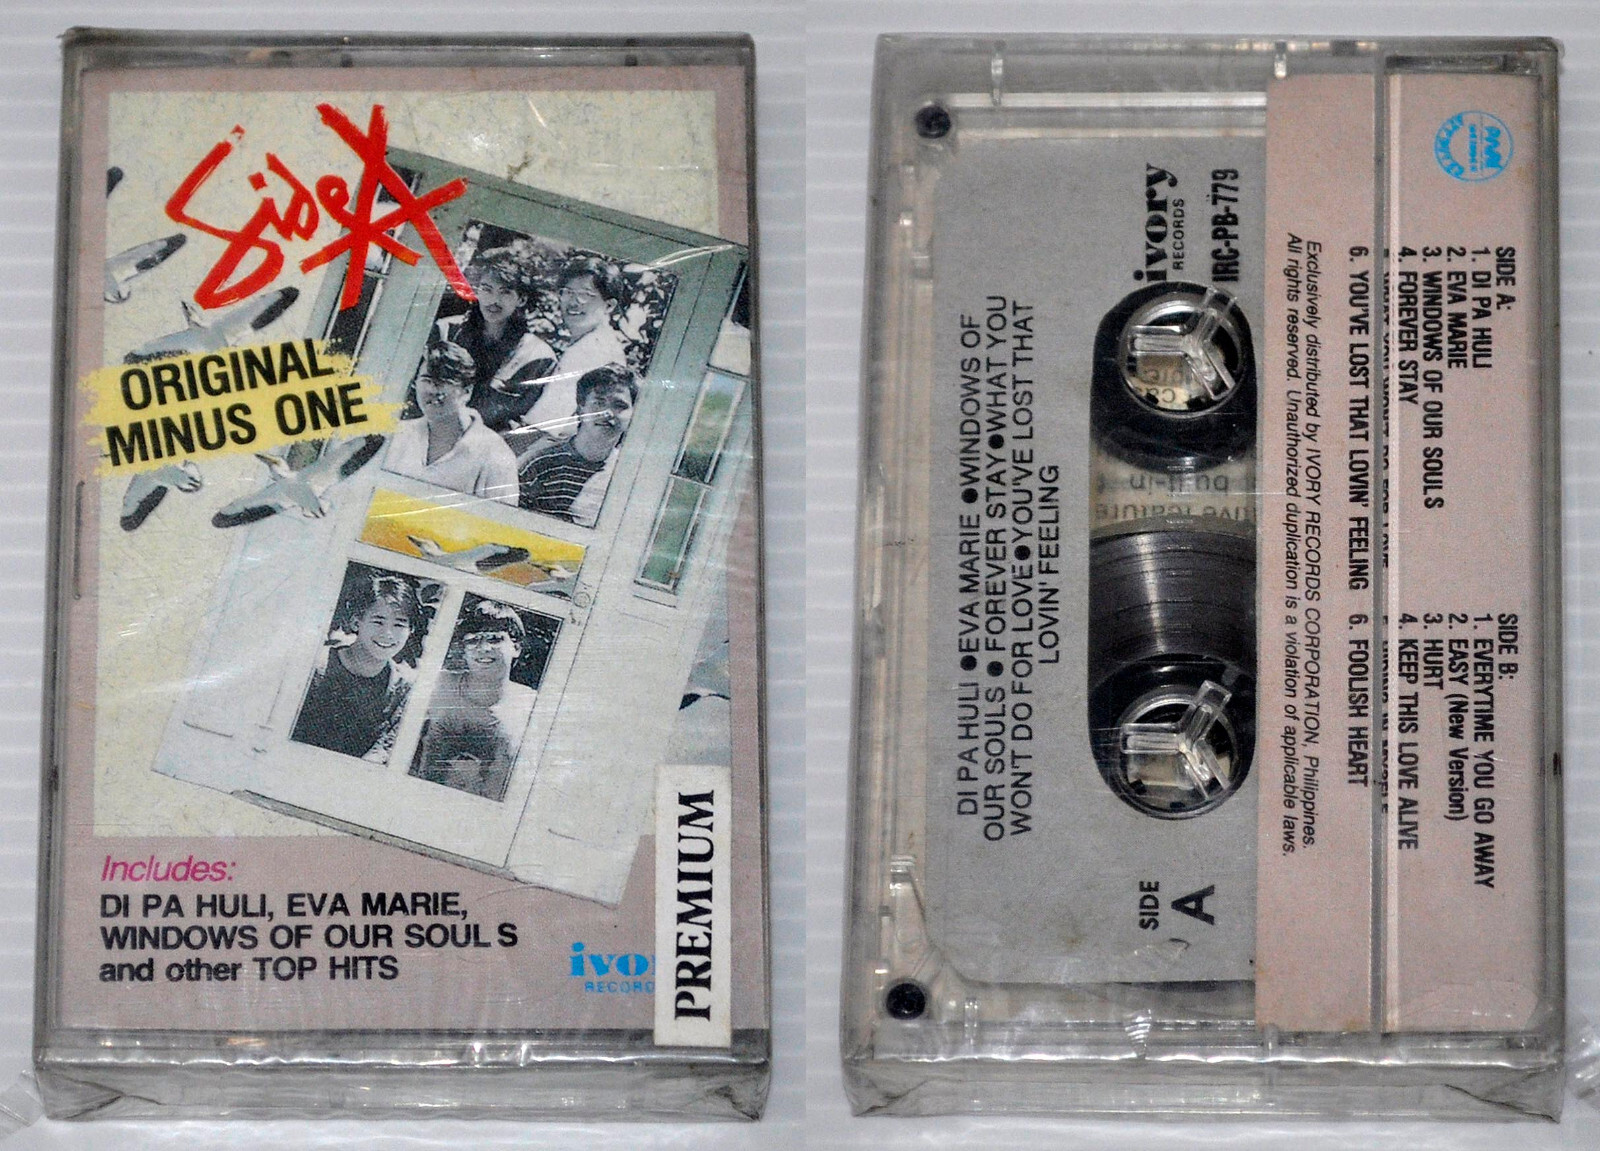 Side A
ORIGINAL
MINUS ONE
Includes:
DI PA HULI, EVA MARIE,
WINDOWS OF OUR SOULS
and other TOP HITS
PREMIUM
ivory
RECORDS
IRC-PB-779
DI PA HULI ● EVA MARIE ● WINDOWS OF
OUR SOULS ● FOREVER STAY ● WHAT YOU
WON'T DO FOR LOVE ● YOU'VE LOST THAT
LOVIN' FEELING
SIDE
A
SIDE A:
1. DI PA HULI
2. EVA MARIE
3. WINDOWS OF OUR SOULS
4. FOREVER STAY
6. YOU'VE LOST THAT LOVIN' FEELING
SIDE B:
1. EVERYTIME YOU GO AWAY
2. EASY (New Version)
3. HURT
4. KEEP THIS LOVE ALIVE
6. FOOLISH HEART
Exclusively distributed by IVORY RECORDS CORPORATION, Philippines.
All rights reserved. Unauthorized duplication is a violation of applicable laws.